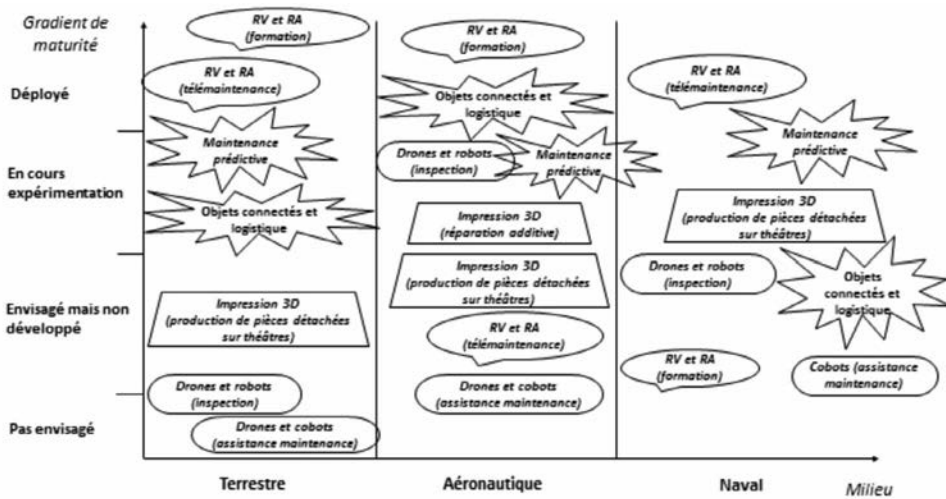 Gradient de
maturité
RV et RA
(formation)
RV et RA
(formation)
Déployé
RV et RA
(télémaintenance)
Objets connectés et
logistique
RV et RA
(télémaintenance)
En cours
expérimentation
Maintenance
prédictive
Drones et robots
(inspection)
Maintenance
prédictive
Maintenance
prédictive
Objets connectés et
logistique
Impression 3D
(réparation additive)
Impression 3D
(production de pièces détachées
sur théâtres)
Envisagé mais non
développé
Impression 3D
(production de pièces détachées
sur théâtres)
Impression 3D
(production de pièces détachées
sur théâtres)
Drones et robots
(inspection)
Objets
connectés et
logistique
RV et RA
(télémaintenance)
RV et RA
(formation)
Cobots (assistance
maintenance)
Pas envisagé
Drones et robots
(inspection)
Drones et cobots
(assistance maintenance)
Drones et cobots
(assistance maintenance)
Terrestre
Aéronautique
Naval
Milieu